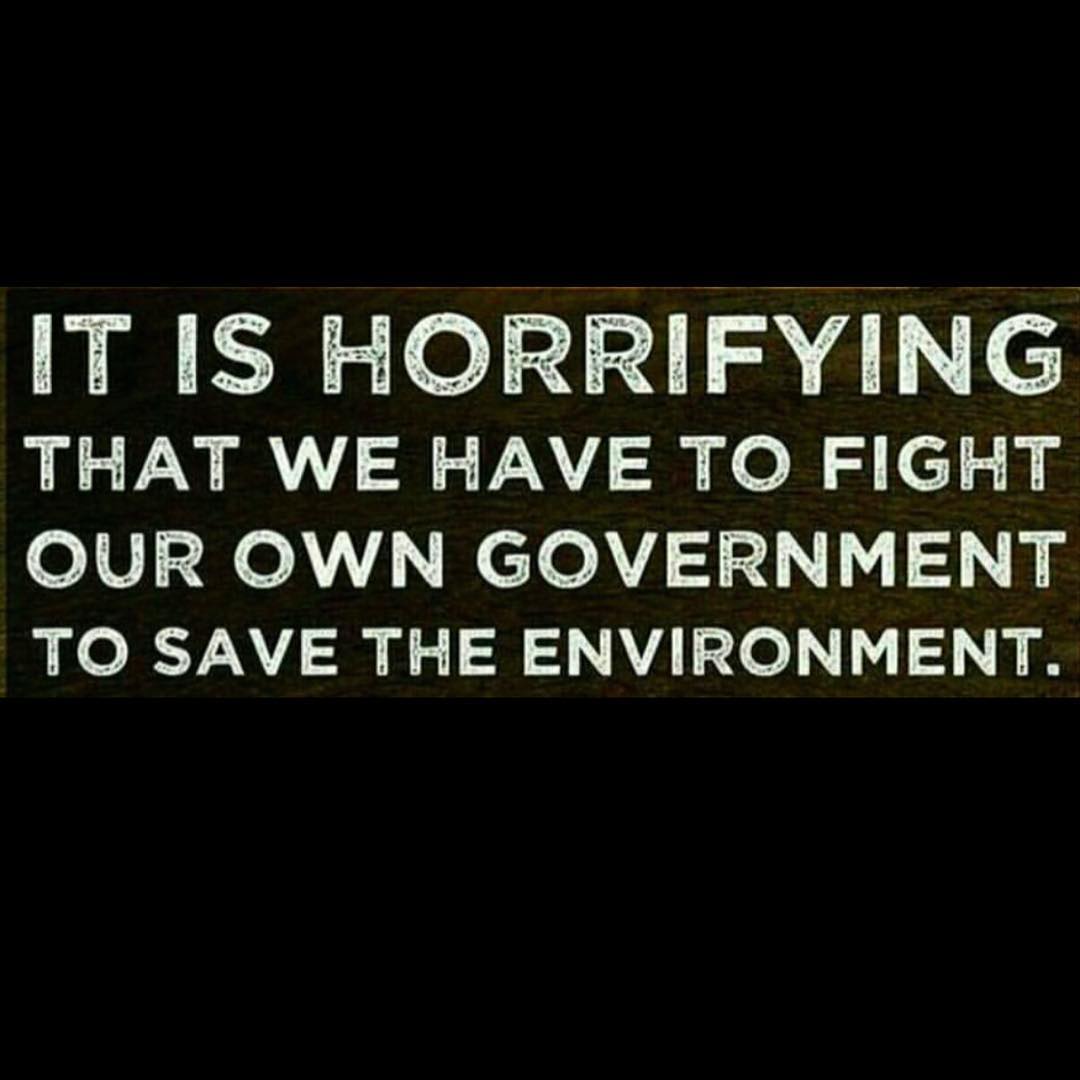 IT IS HORRIFYING
THAT WE HAVE TO FIGHT
OUR OWN GOVERNMENT
TO SAVE THE ENVIRONMENT.